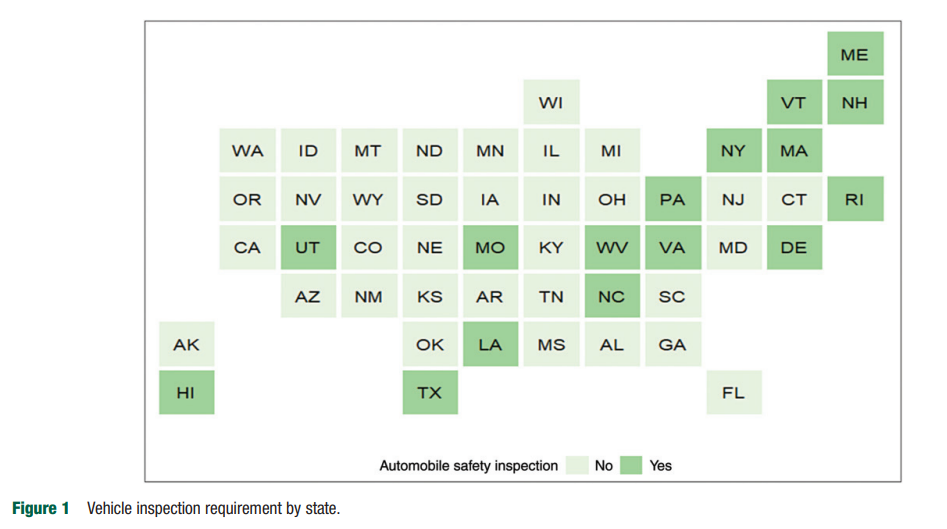 ME
WI VT NH
WA ID MT ND MN IL MI NY MA
OR NV WY SD IA IN OH PA NJ CT RI
CA UT CO NE MO KY WV VA MD DE
AZ NM KS AR TN NC SC
AK OK LA MS AL GA
HI TX FL
Automobile safety inspection No Yes
Figure 1 Vehicle inspection requirement by state.